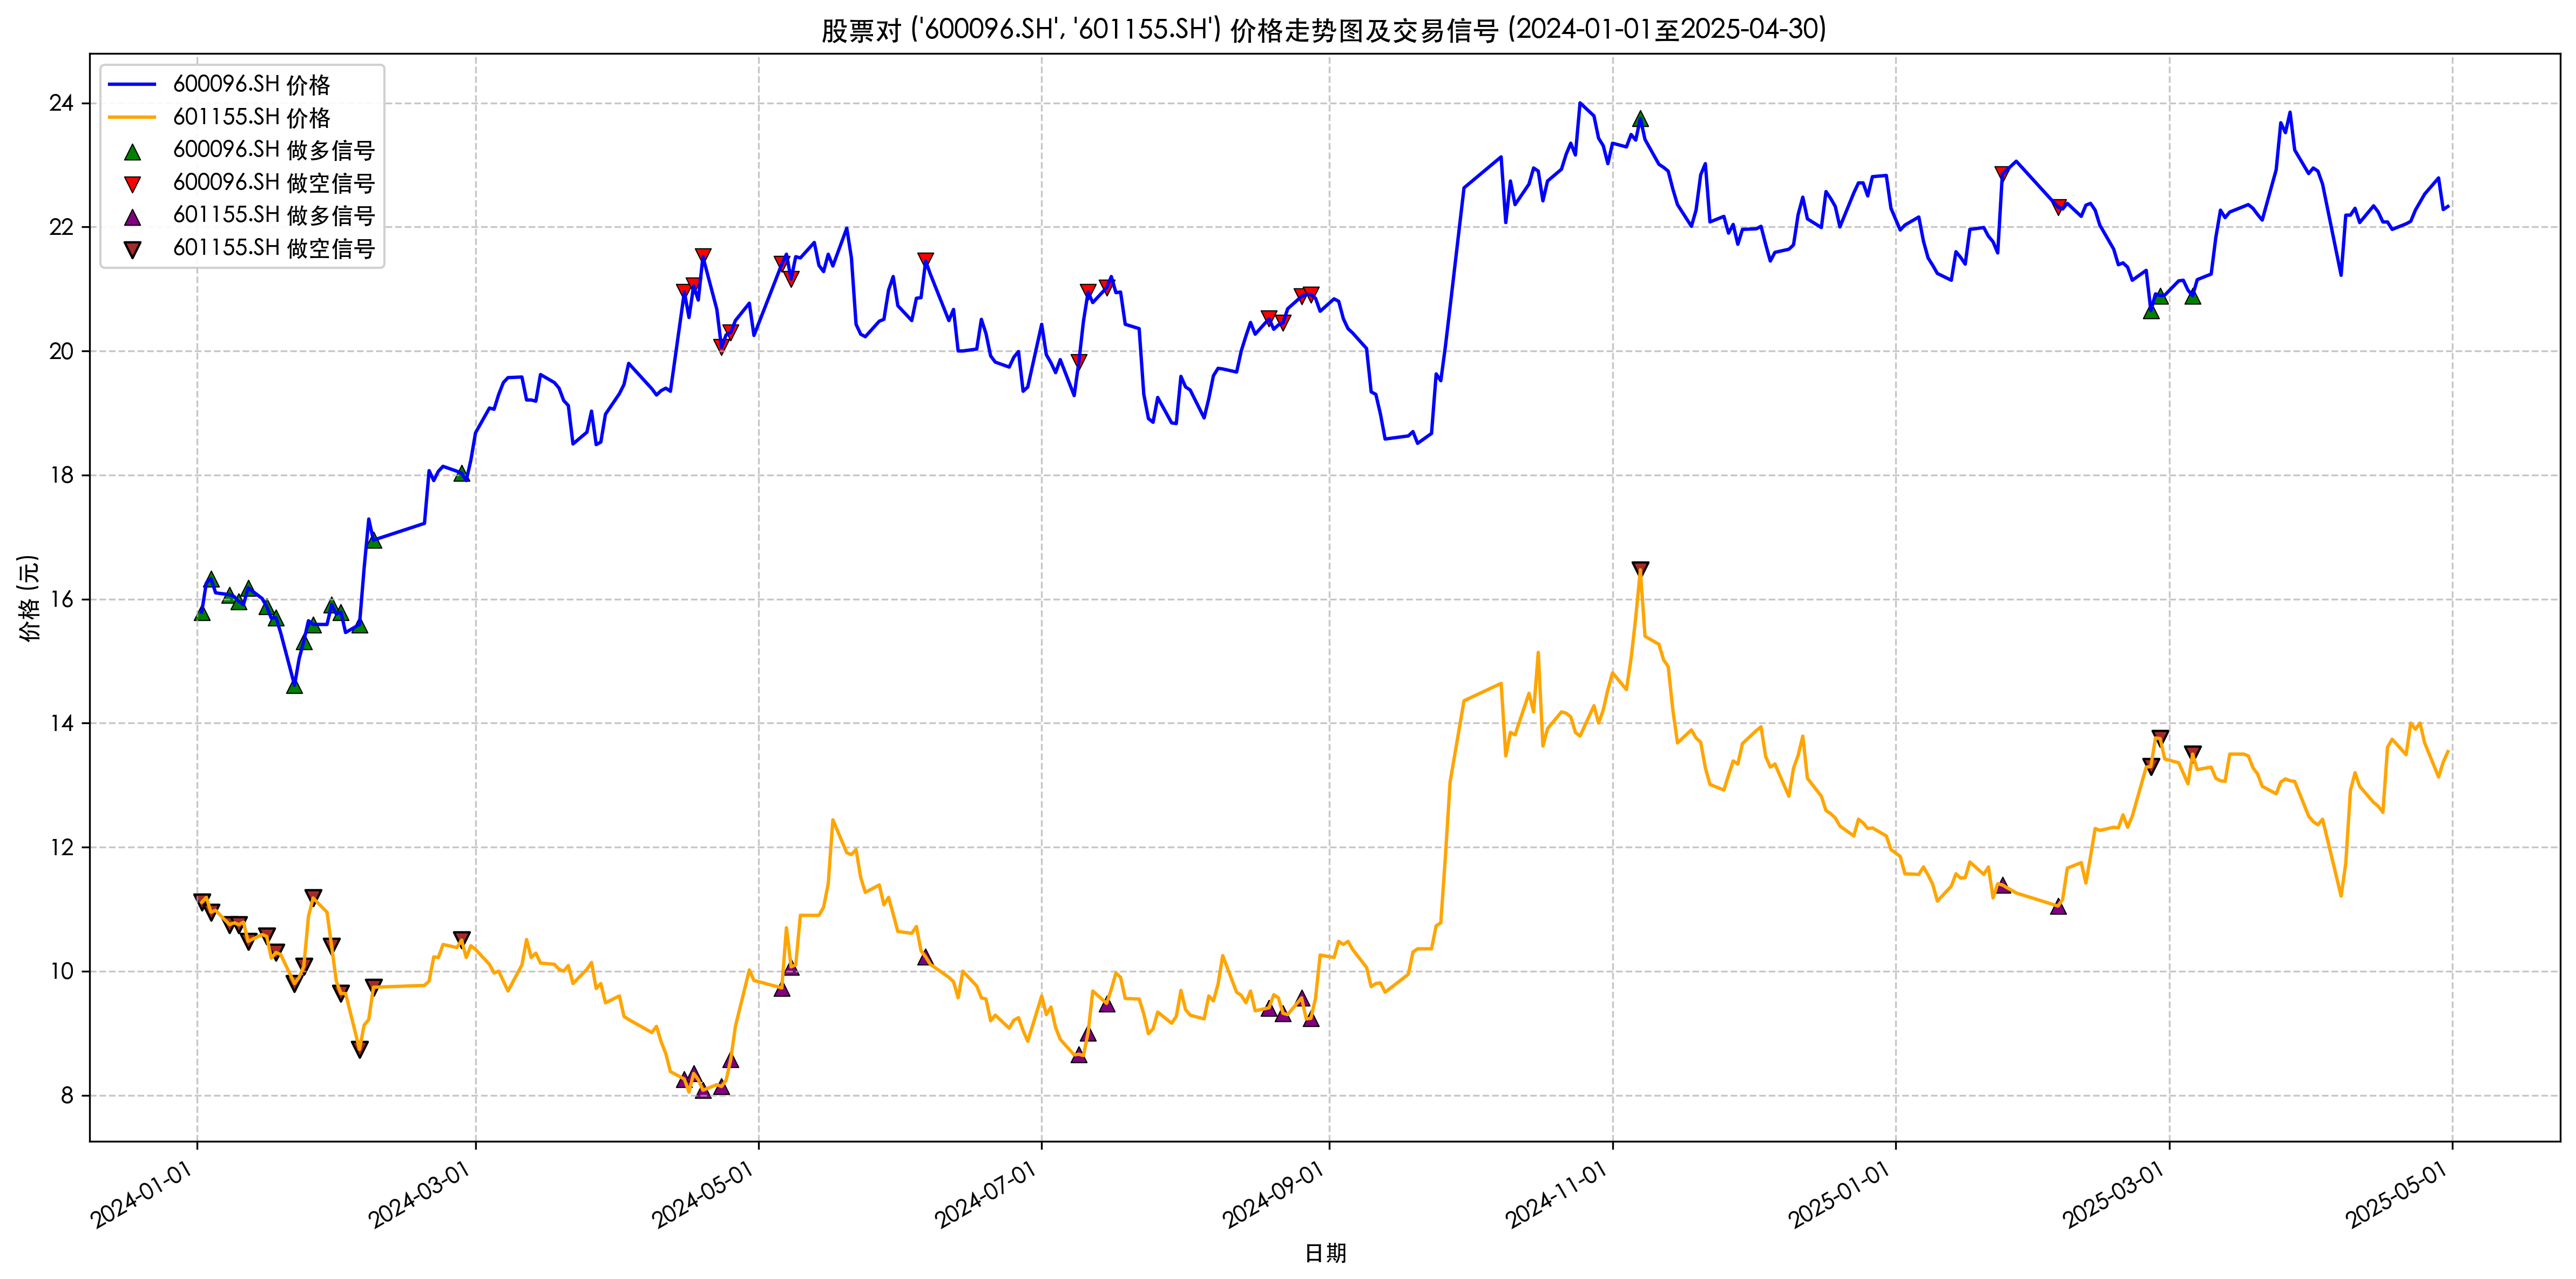 股票对 ('600096.SH', '601155.SH') 价格走势图及交易信号 (2024-01-01至2025-04-30)
600096.SH 价格
601155.SH 价格
600096.SH 做多信号
600096.SH 做空信号
601155.SH 做多信号
601155.SH 做空信号
价格 (元)
24
22
20
18
16
14
12
10
8
2024-01-01
2024-03-01
2024-05-01
2024-07-01
2024-09-01
2024-11-01
2025-01-01
2025-03-01
2025-05-01
日期